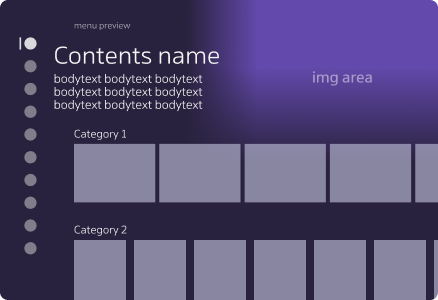 menu preview
Contents name
bodytext bodytext bodytext
bodytext bodytext bodytext
bodytext bodytext bodytext
img area
Category 1
Category 2